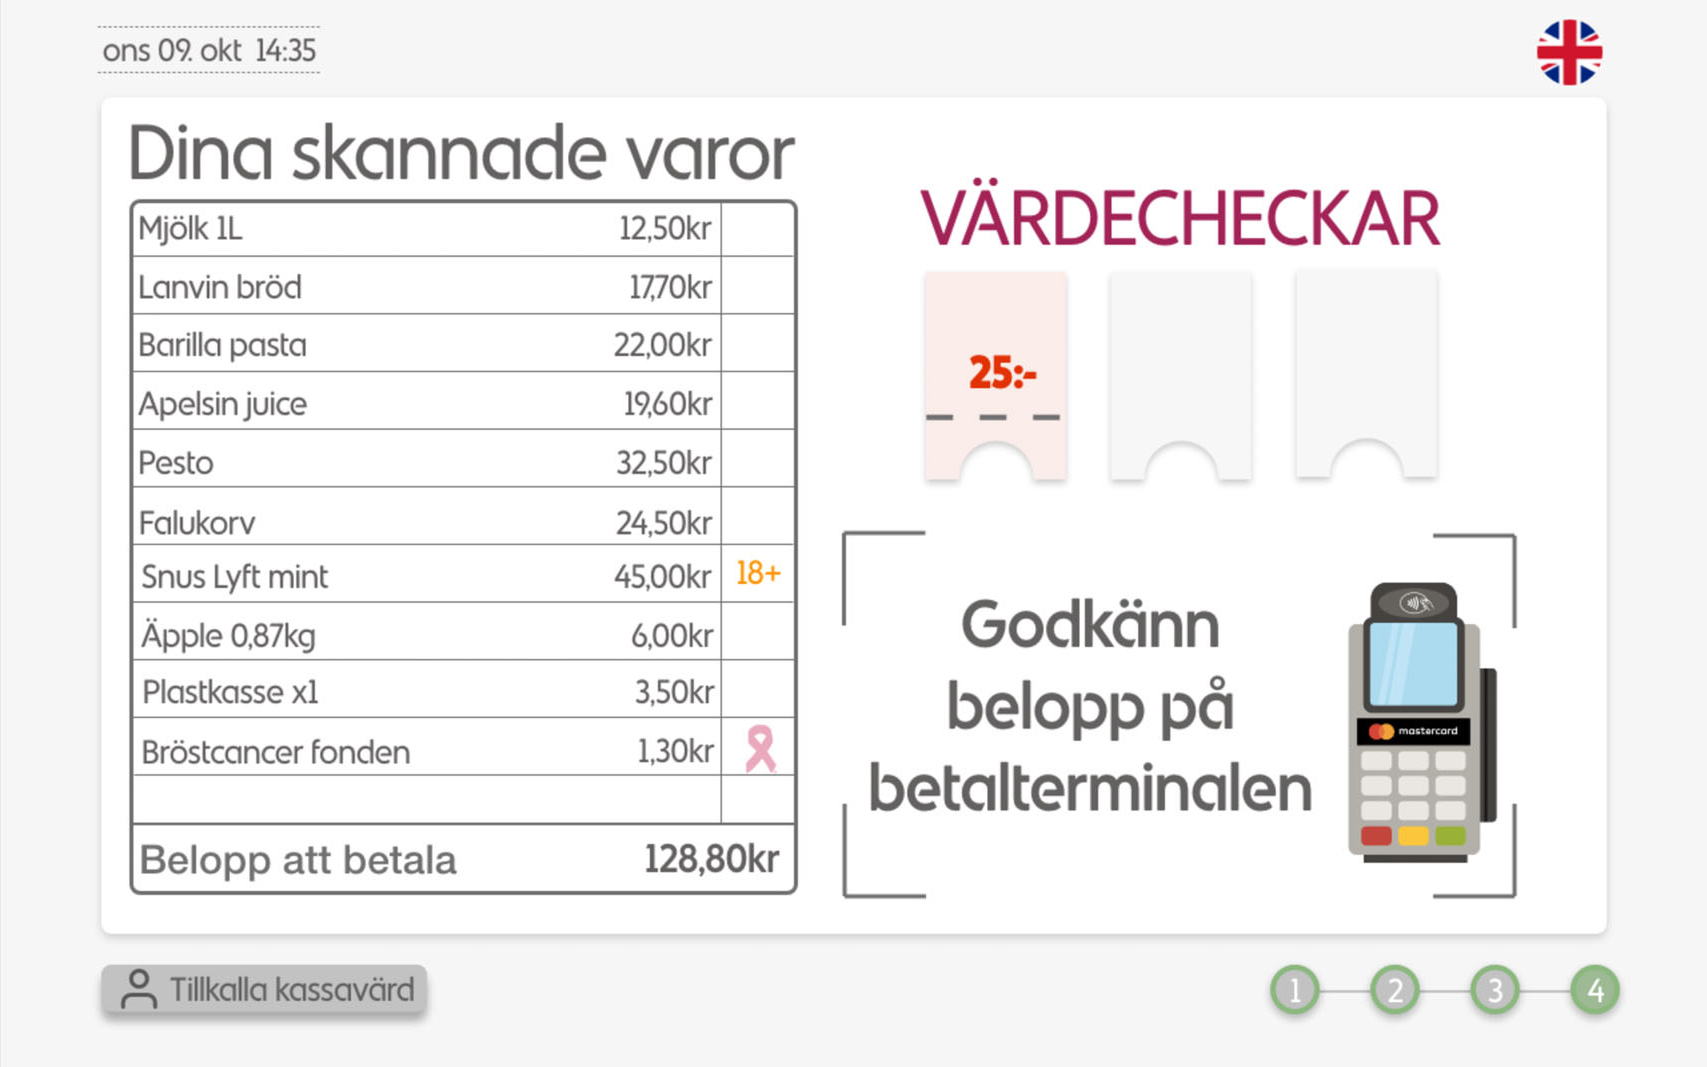 ons 09. okt 14:35
Dina skannade varor
Mjölk 1L 12,50kr
Lanvin bröd 17,70kr
Barilla pasta 22,00kr
Apelsin juice 19,60kr
Pesto 32,50kr
Falukorv 24,50kr
Snus Lyft mint 45,00kr 18+
Äpple 0,87kg 6,00kr
Plastkasse x1 3,50kr
Bröstcancer fonden 1,30kr
Belopp att betala 128,80kr
VÄRDECHECKAR
25:-
Godkänn
belopp på
betalterminalen
mastercard
Tillkalla kassavärd
1 2 3 4